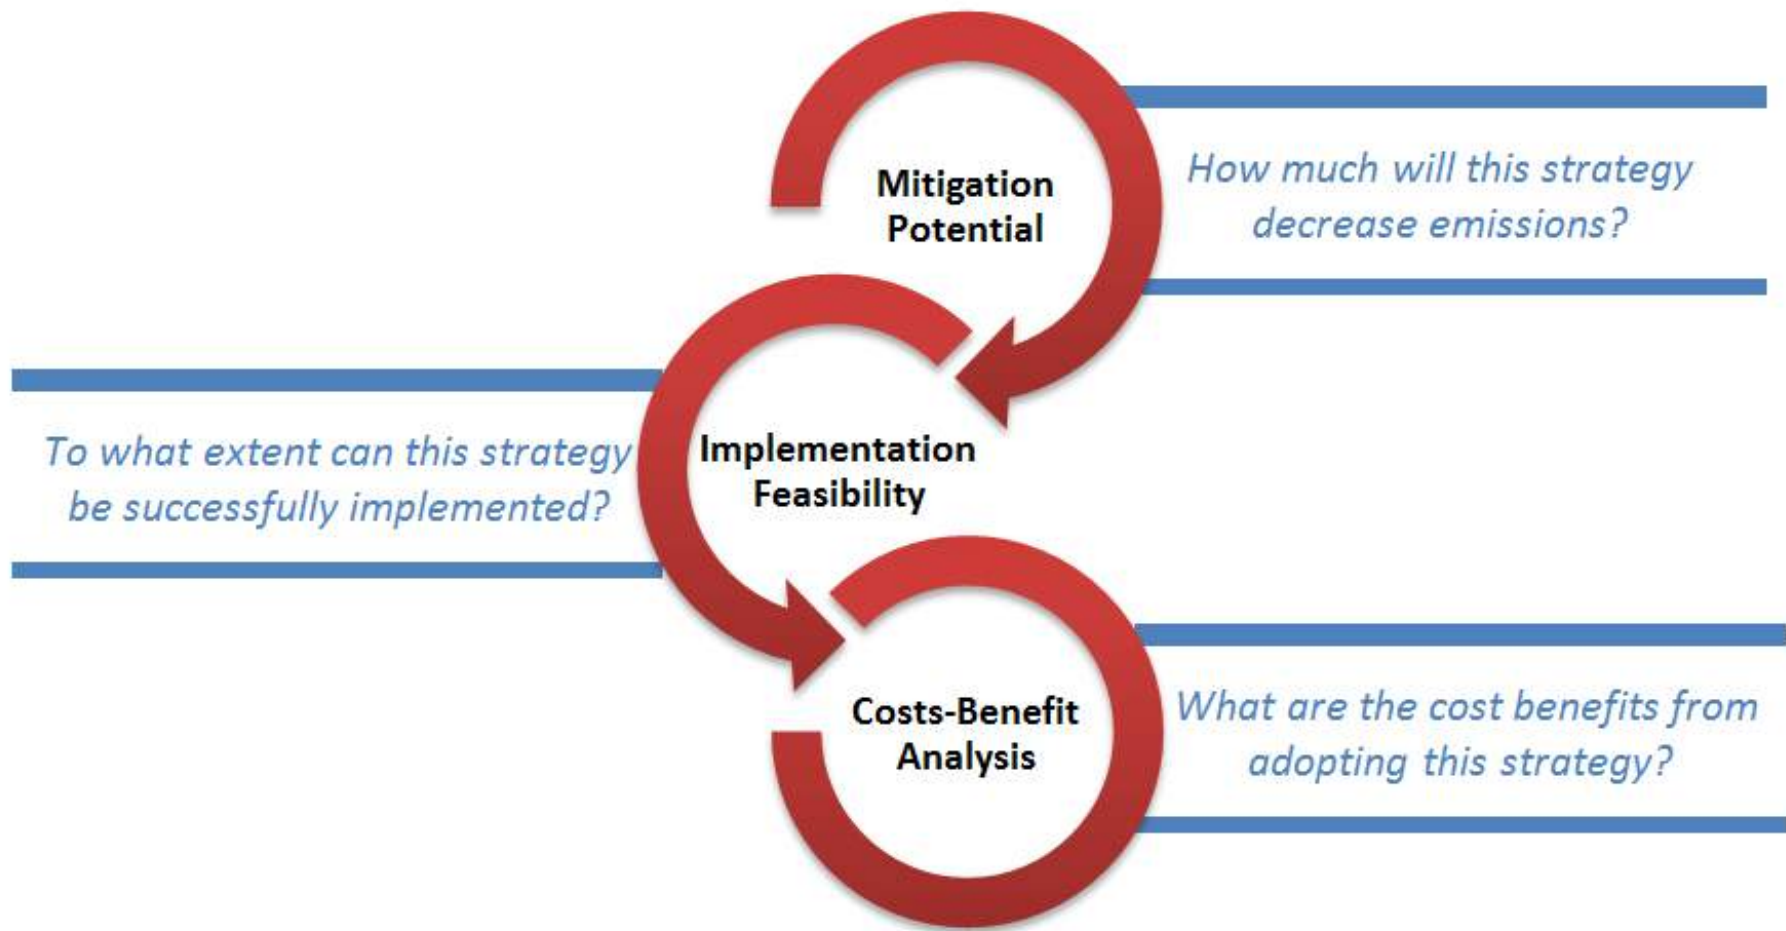 Mitigation
Potential
How much will this strategy
decrease emissions?
To what extent can this strategy
be successfully implemented?
Implementation
Feasibility
Costs-Benefit
Analysis
What are the cost benefits from
adopting this strategy?